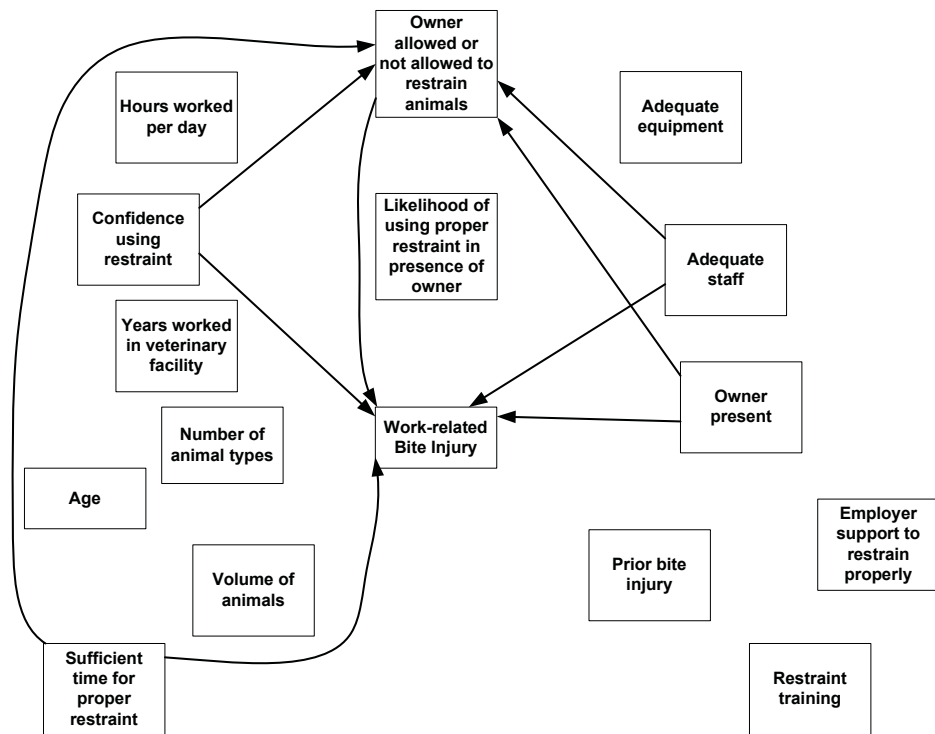 Owner
allowed or
not allowed to
restrain
animals
Hours worked
per day
Adequate
equipment
Confidence
using
restraint
Likelihood of
using proper
restraint in
presence of
owner
Adequate
staff
Years worked
in veterinary
facility
Owner
present
Number of
animal types
Work-related
Bite Injury
Age
Employer
support to
restrain
properly
Volume of
animals
Prior bite
injury
Sufficient
time for
proper
restraint
Restraint
training